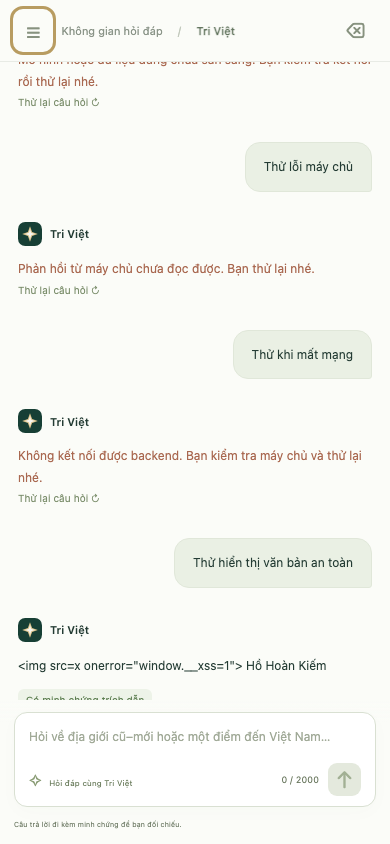 Không gian hỏi đáp / Tri Việt
rồi thử lại nhé.
Thử lại câu hỏi ↻
Thử lỗi máy chủ
Tri Việt
Phản hồi từ máy chủ chưa đọc được. Bạn thử lại nhé.
Thử lại câu hỏi ↻
Thử khi mất mạng
Tri Việt
Không kết nối được backend. Bạn kiểm tra máy chủ và thử lại
nhé.
Thử lại câu hỏi ↻
Thử hiển thị văn bản an toàn
Tri Việt
<img src=x onerror="window.__xss=1"> Hồ Hoàn Kiếm
Có minh chứng trích dẫn
Hỏi về địa giới cũ–mới hoặc một điểm đến Việt Nam...
Hỏi đáp cùng Tri Việt
0 / 2000
Câu trả lời đi kèm minh chứng để bạn đối chiếu.